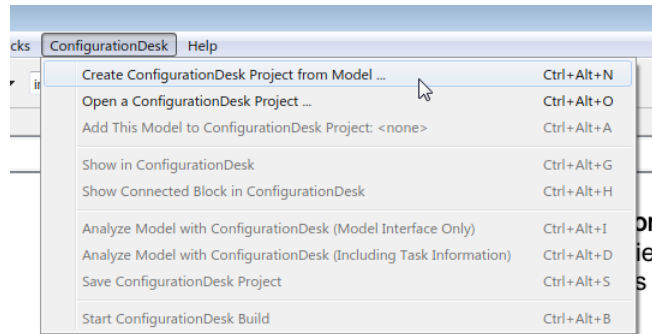 cks ConfigurationDesk Help
Create ConfigurationDesk Project from Model ... Ctrl+Alt+N
Open a ConfigurationDesk Project ... Ctrl+Alt+O
Add This Model to ConfigurationDesk Project: <none> Ctrl+Alt+A
Show in ConfigurationDesk Ctrl+Alt+G
Show Connected Block in ConfigurationDesk Ctrl+Alt+H
Analyze Model with ConfigurationDesk (Model Interface Only) Ctrl+Alt+I
Analyze Model with ConfigurationDesk (Including Task Information) Ctrl+Alt+D
Save ConfigurationDesk Project Ctrl+Alt+S
Start ConfigurationDesk Build Ctrl+Alt+B